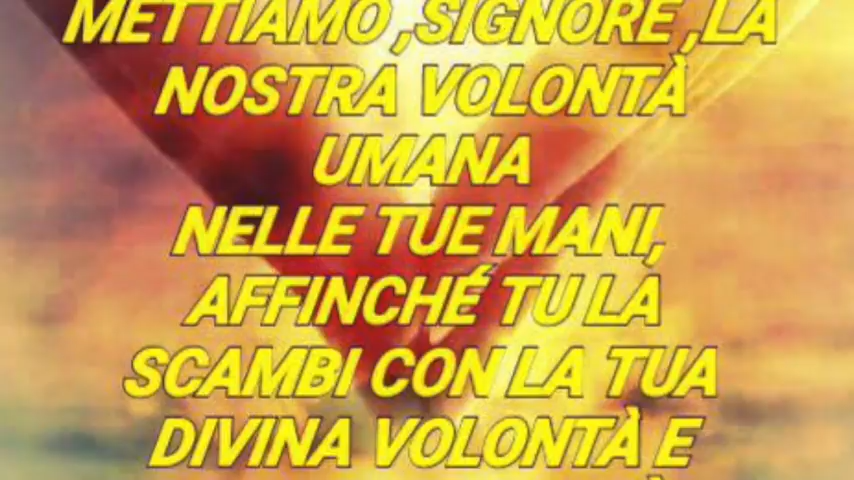 METTIAMO ,SIGNORE ,LA
NOSTRA VOLONTÀ
UMANA
NELLE TUE MANI,
AFFINCHÉ TU LA
SCAMBI CON LA TUA
DIVINA VOLONTÀ E